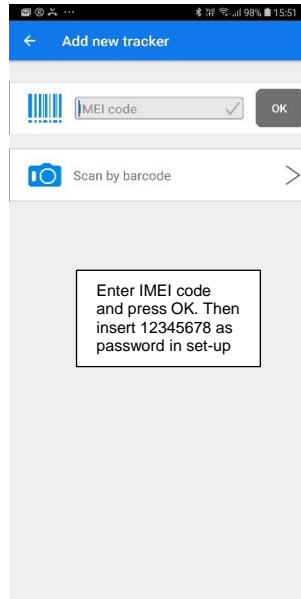 98% 15:51
Add new tracker
IMEI code
OK
Scan by barcode
Enter IMEI code
and press OK. Then
insert 12345678 as
password in set-up